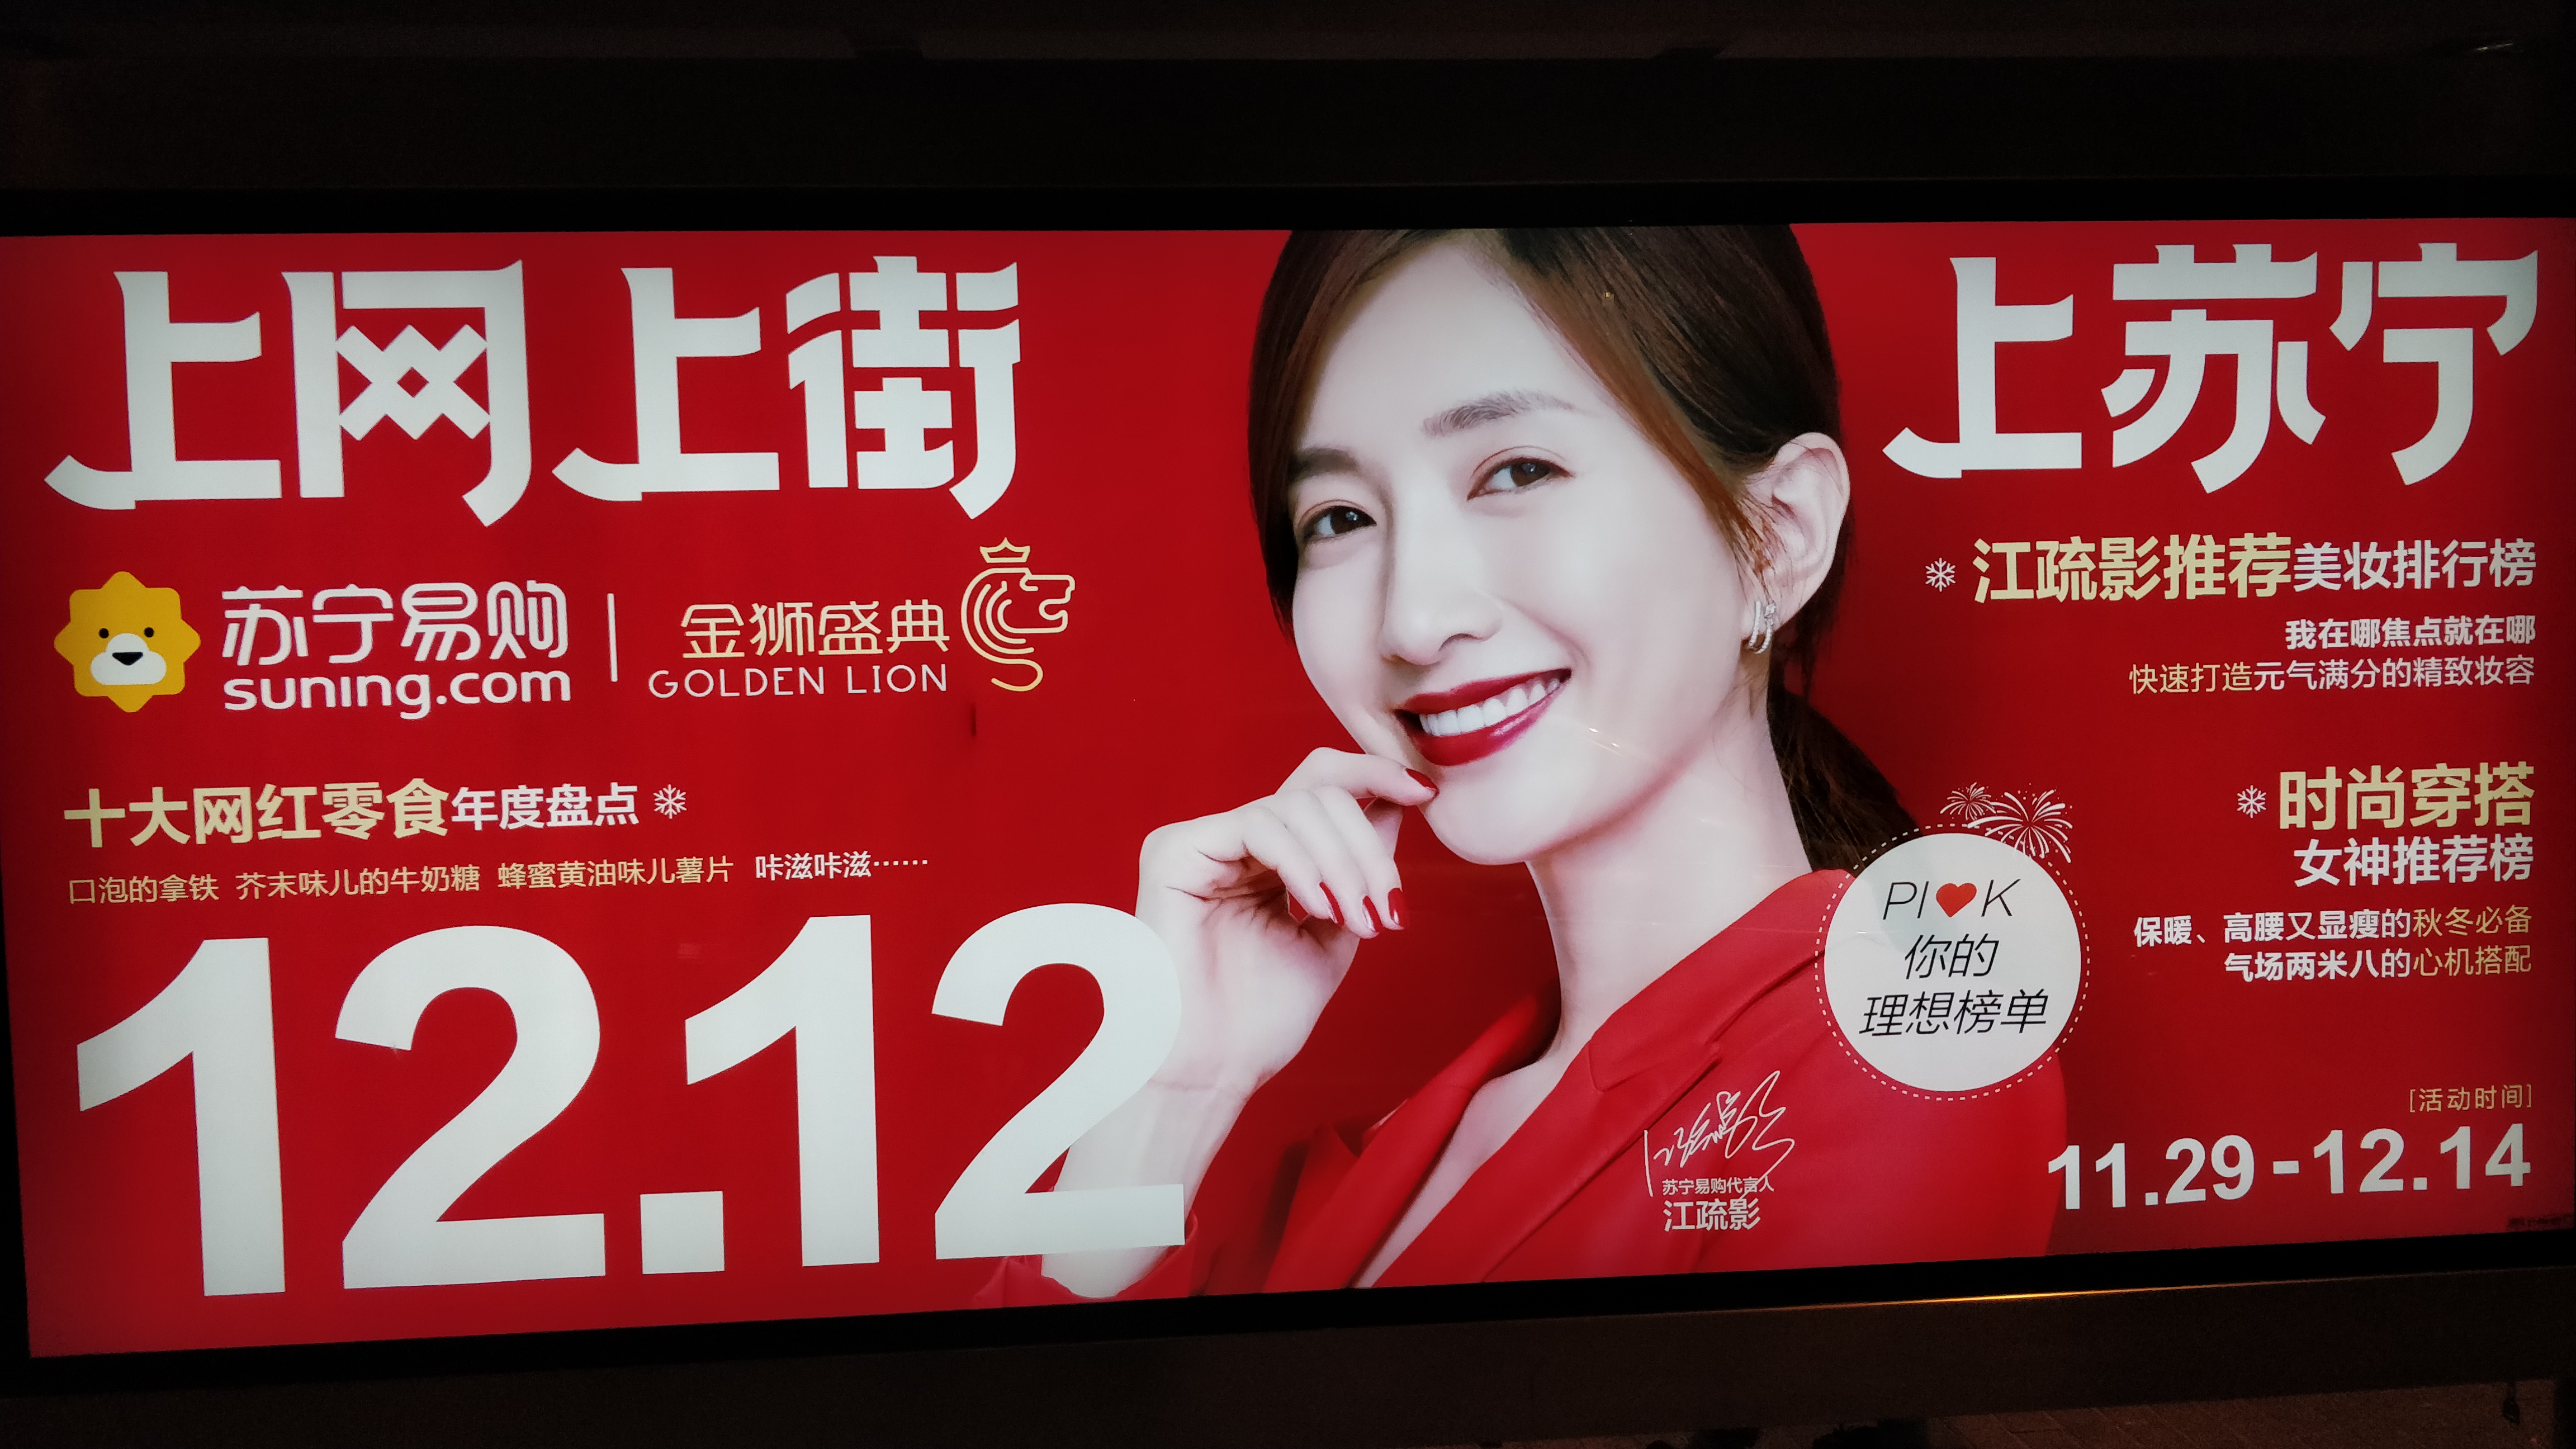 上网上街
上苏宁
苏宁易购
suning.com
金狮盛典
GOLDEN LION
十大网红零食年度盘点
口泡的拿铁 芥末味儿的牛奶糖 蜂蜜黄油味儿薯片 咔滋咔滋……
12.12
江疏影推荐美妆排行榜
我在哪焦点就在哪
快速打造元气满分的精致妆容
时尚穿搭
女神推荐榜
保暖、高腰又显瘦的秋冬必备
气场两米八的心机搭配
PI❤K
你的
理想榜单
江疏影
苏宁易购代言人
江疏影
[活动时间]
11.29-12.14